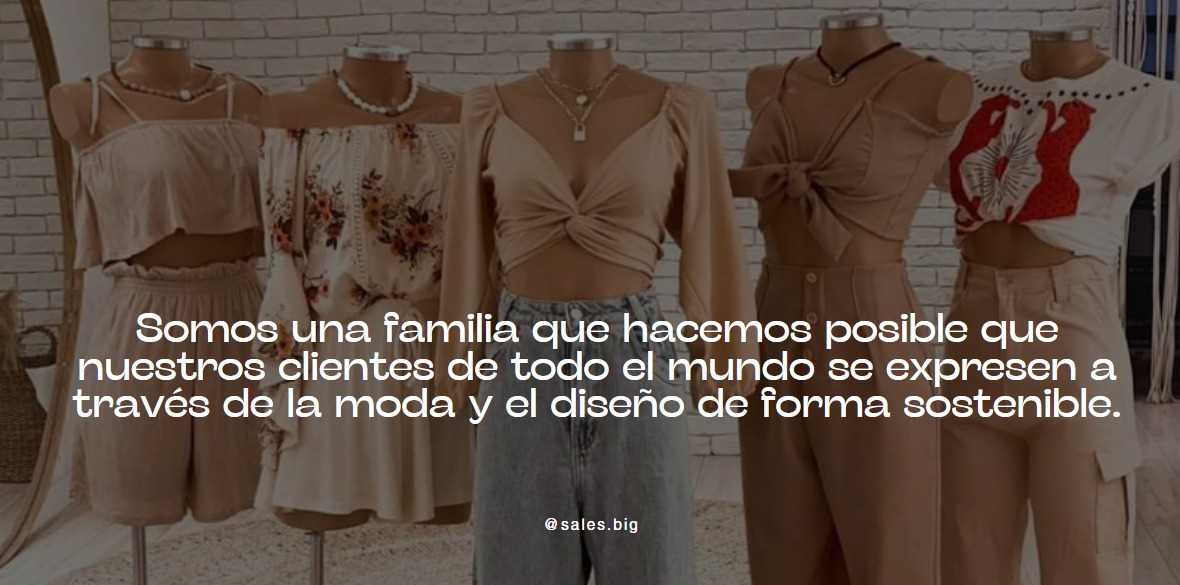 Somos una familia que hacemos posible que
nuestros clientes de todo el mundo se expresen a
través de la moda y el diseño de forma sostenible.
@sales.big